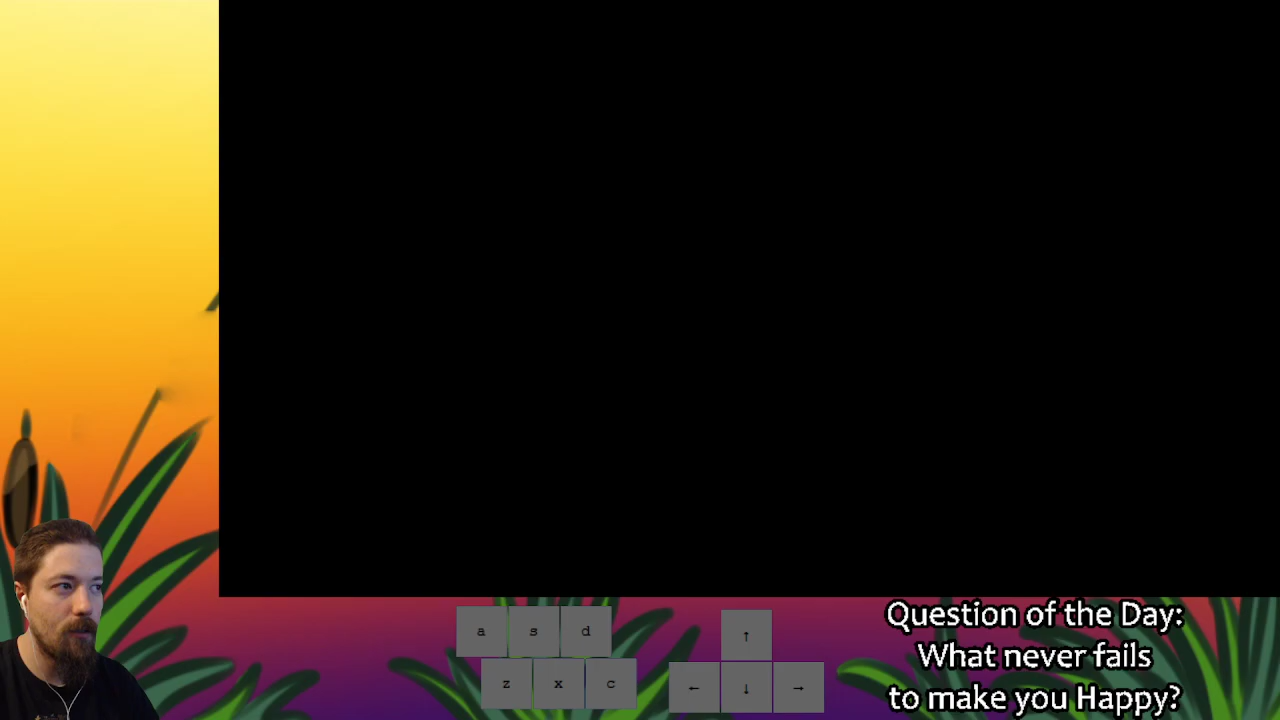 a s d
z x c
↑
← ↓ →
Question of the Day:
What never fails
to make you Happy?